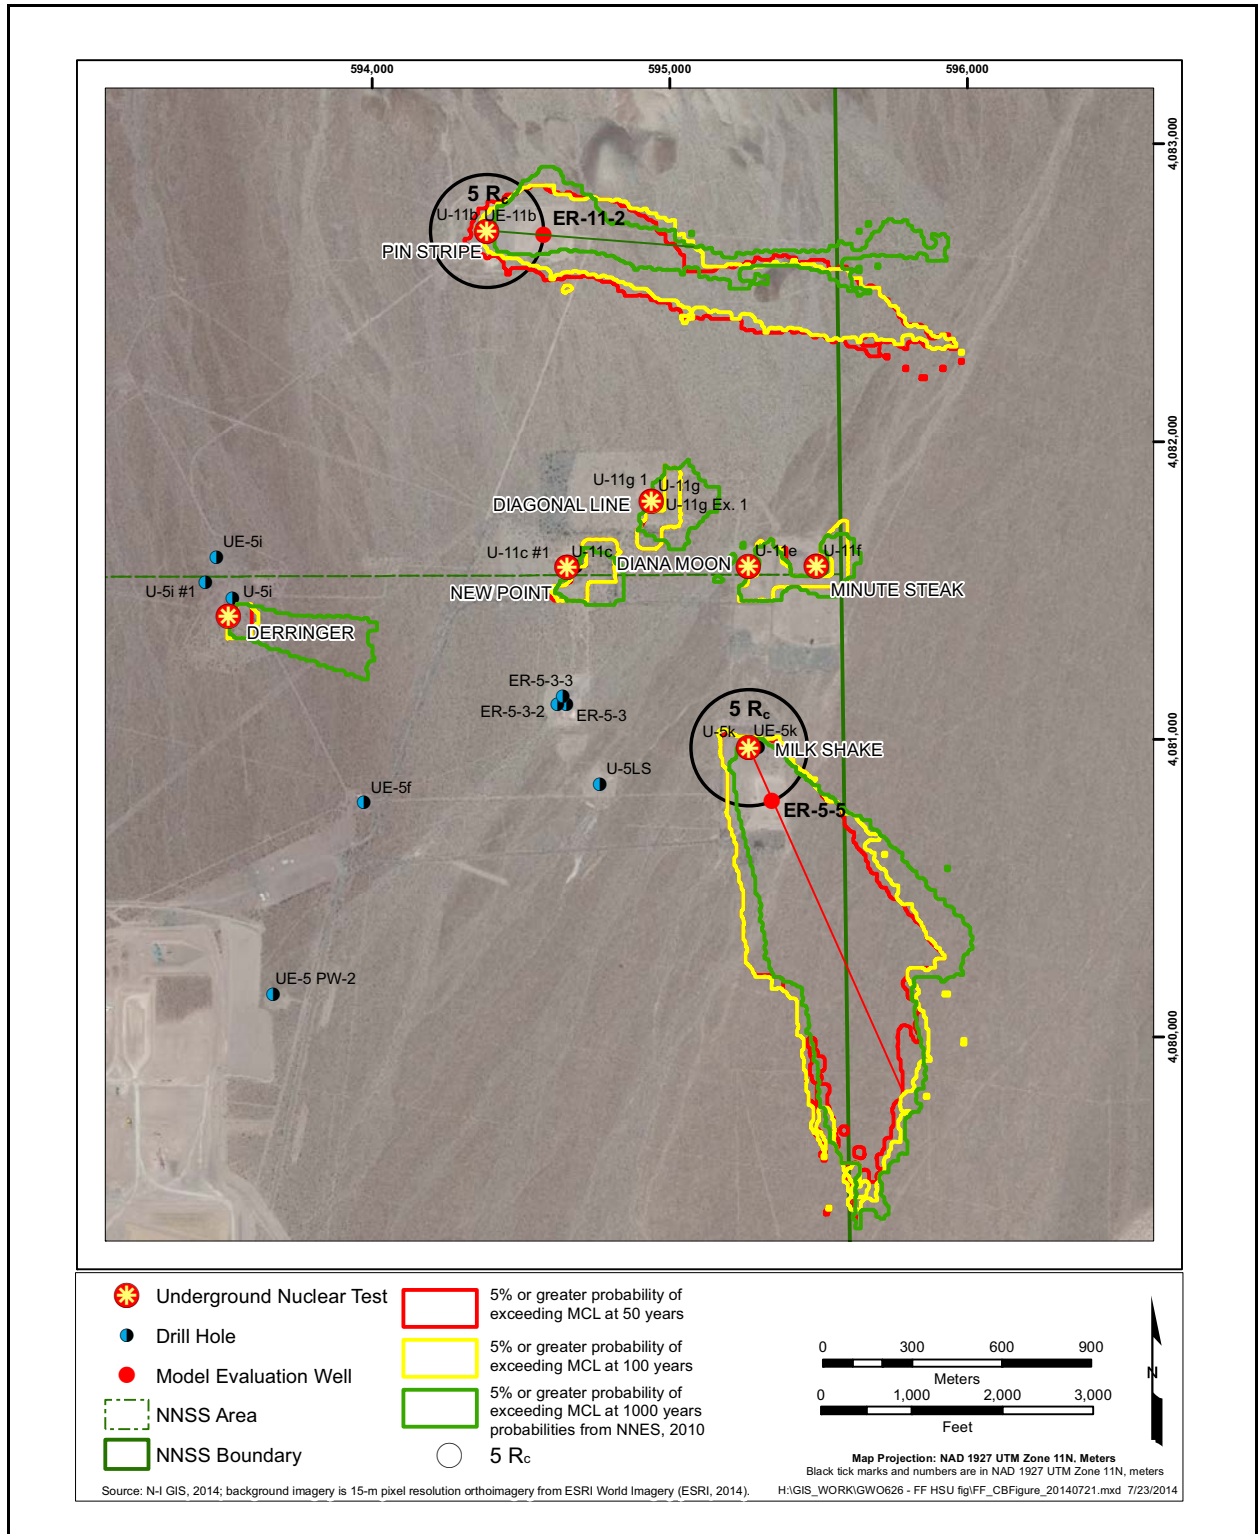 594,000 595,000 596,000
4,083,000
5 Rc
U-11b UE-11b ER-11-2
PIN STRIPE
4,082,000
U-11g 1 U-11g
DIAGONAL LINE U-11g Ex. 1
U-11c #1 U-11c
NEW POINT
DIANA MOON U-11e U-11f
MINUTE STEAK
UE-5i
U-5i #1 U-5i
DERRINGER
ER-5-3-3
ER-5-3-2 ER-5-3
5 Rc
U-5k UE-5k
MILK SHAKE
4,081,000
U-5LS
UE-5f
ER-5-5
UE-5 PW-2
4,080,000
Underground Nuclear Test
Drill Hole
Model Evaluation Well
NNSS Area
NNSS Boundary
5% or greater probability of
exceeding MCL at 50 years
5% or greater probability of
exceeding MCL at 100 years
5% or greater probability of
exceeding MCL at 1000 years
probabilities from NNES, 2010
5 Rc
0 300 600 900
Meters
0 1,000 2,000 3,000
Feet
N
Map Projection: NAD 1927 UTM Zone 11N, Meters
Black tick marks and numbers are in NAD 1927 UTM Zone 11N, meters
Source: N-I GIS, 2014; background imagery is 15-m pixel resolution orthoimagery from ESRI World Imagery (ESRI, 2014).
H:\GIS_WORK\GWO626 - FF HSU fig\FF_CBFigure_20140721.mxd 7/23/2014